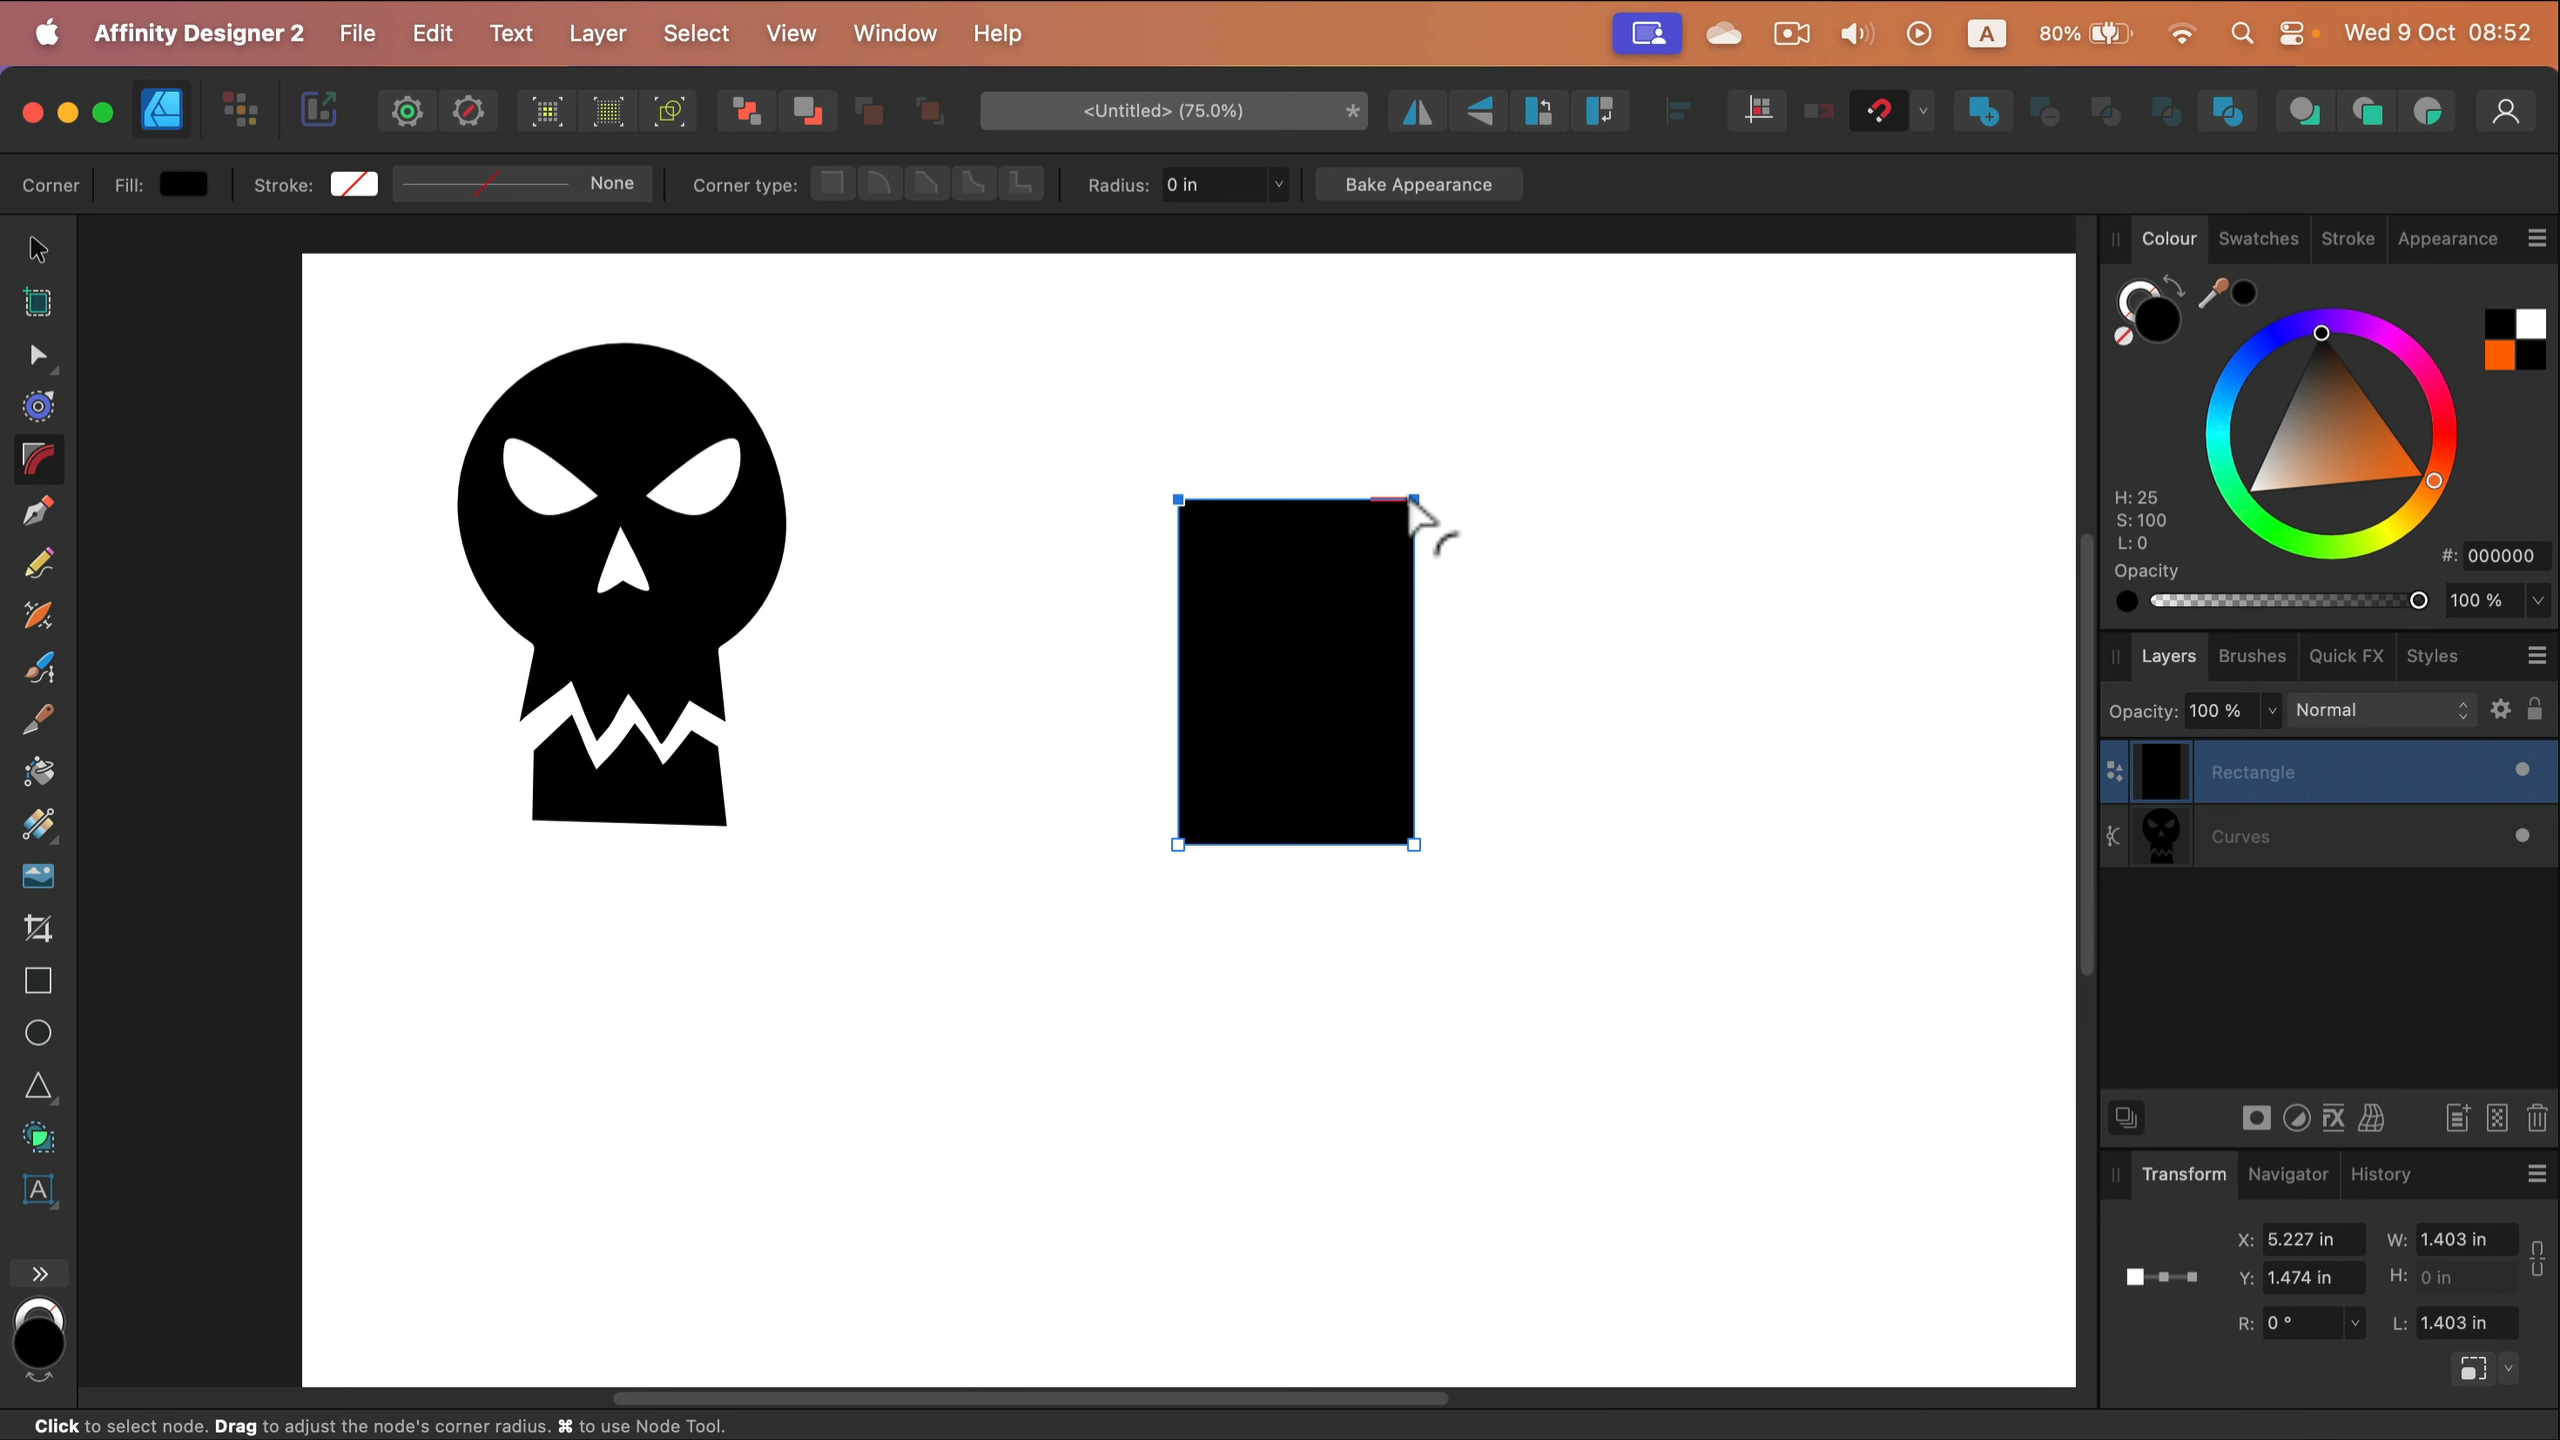 Affinity Designer 2 File Edit Text Layer Select View Window Help A 80% Wed 9 Oct 08:52
<Untitled> (75.0%) *
Corner Fill: Stroke: None Corner type: Radius: 0 in Bake Appearance
Colour Swatches Stroke Appearance
H: 25
S: 100
L: 0
#: 000000
Opacity
100 %
Layers Brushes Quick FX Styles
Opacity: 100 % Normal
Rectangle
Curves
FX
Transform Navigator History
X: 5.227 in W: 1.403 in
Y: 1.474 in H: 0 in
R: 0 ° L: 1.403 in
A
Click to select node. Drag to adjust the node's corner radius. ⌘ to use Node Tool.